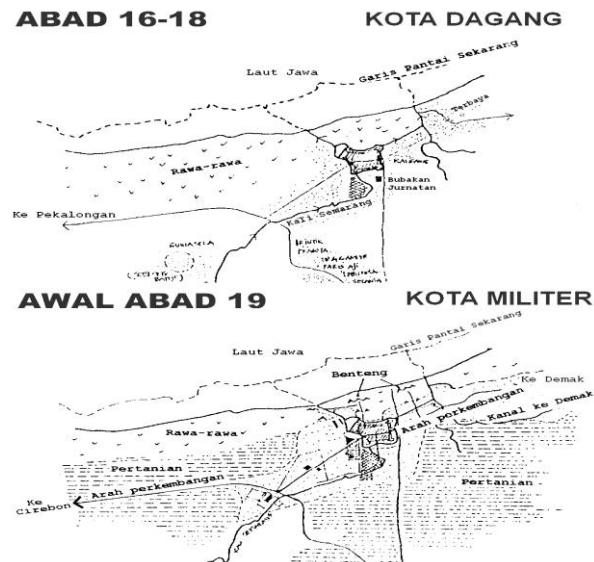 ABAD 16-18
KOTA DAGANG
Laut Jawa
Garis Pantai Sekarang
Terbaya
Rawa-rawa
Bubakan
Jurnatan
Ke Pekalongan
Kali Semarang
AWAL ABAD 19
KOTA MILITER
Garis Pantai Sekarang
Laut Jawa
Benteng
Ke Demak
Arah perkembangan
Kanal ke Demak
Rawa-rawa
Pertanian
Pertanian
Arah perkembangan
Ke
Cirebon